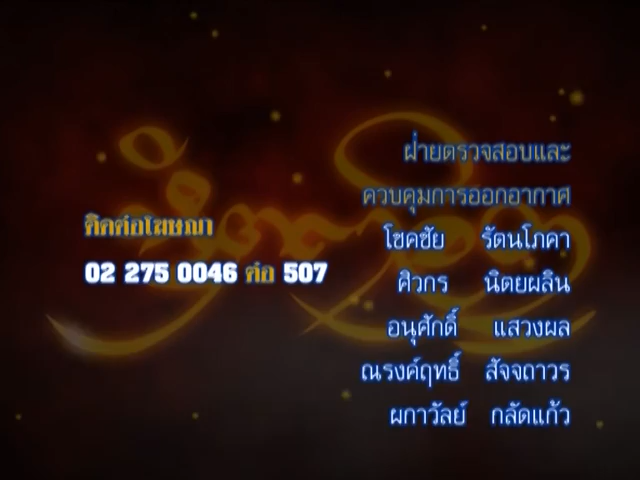 ติดต่อโฆษณา
02 275 0046 ต่อ 507
ฝ่ายตรวจสอบและ
ควบคุมการออกอากาศ
โชคชัย รัตนโภคา
ศิวกร นิตยผลิน
อนุศักดิ์ แสวงผล
ณรงค์ฤทธิ์ สัจจถาวร
ผกาวัลย์ กลัดแก้ว